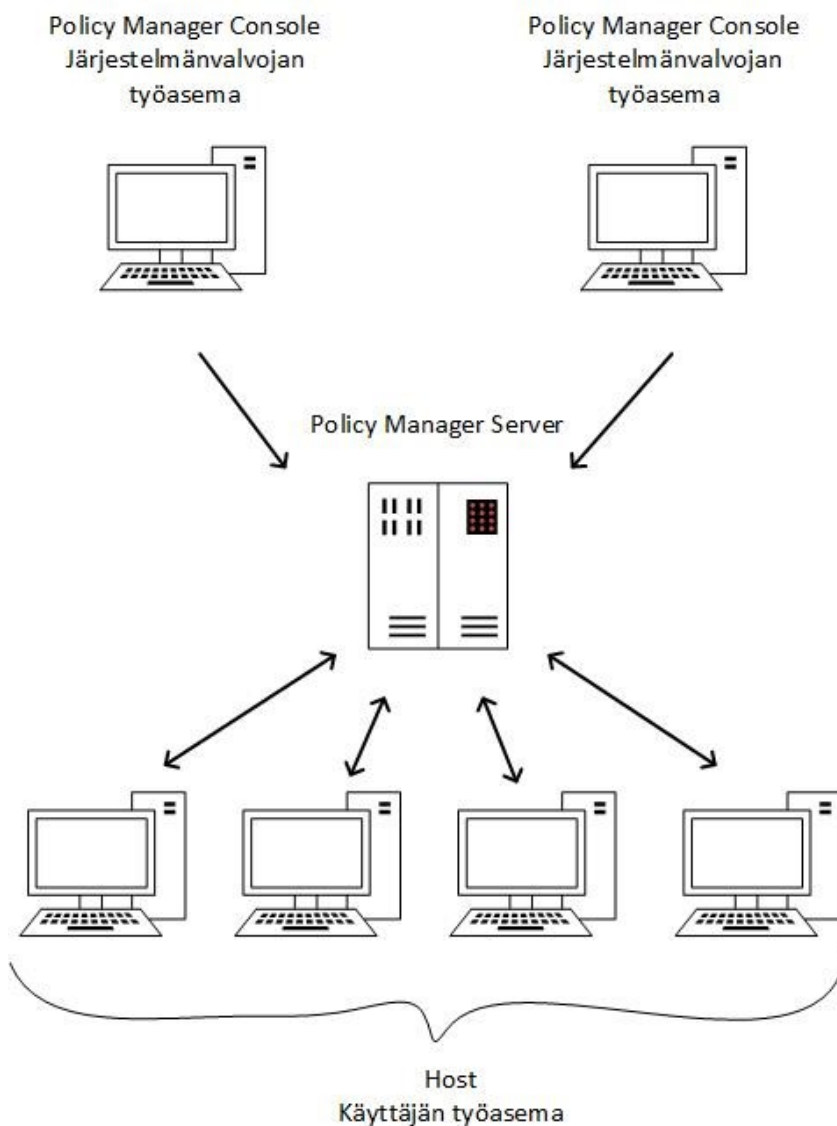 Policy Manager Console
Järjestelmänvalvojan
työasema
Policy Manager Console
Järjestelmänvalvojan
työasema
Policy Manager Server
Host
Käyttäjän työasema